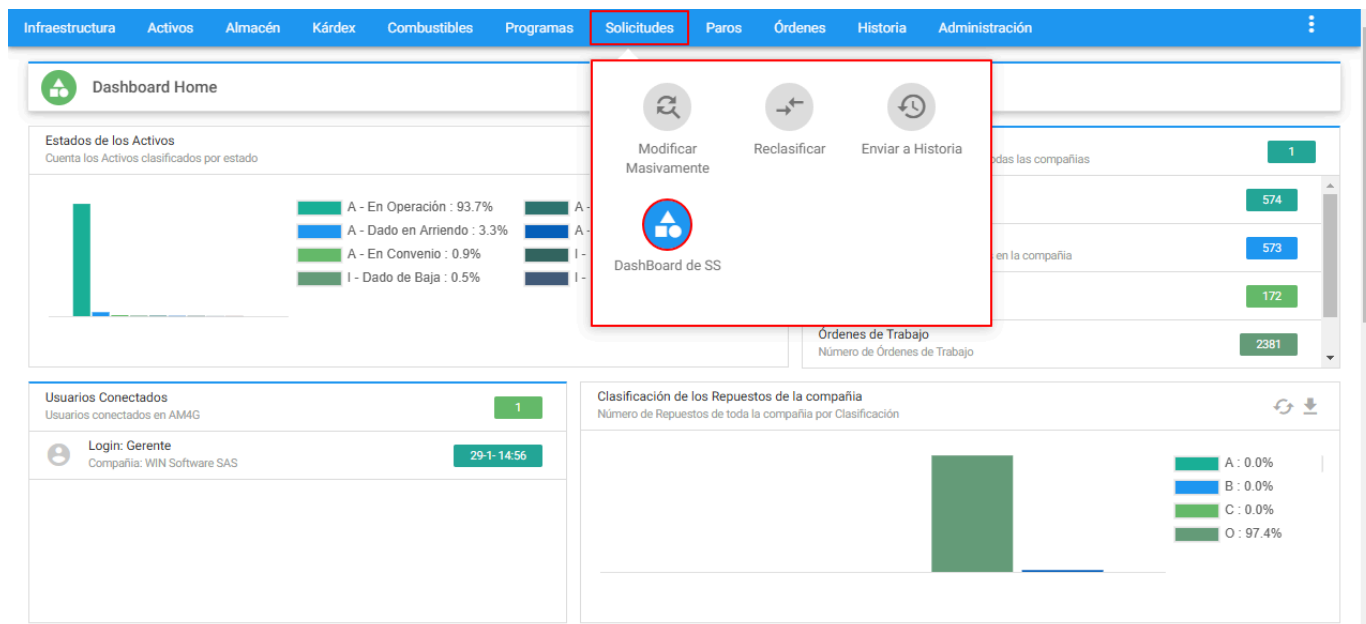 Infraestructura Activos Almacén Kárdex Combustibles Programas Solicitudes Paros Órdenes Historia Administración
Dashboard Home
Modificar
Masivamente
Reclasificar
Enviar a Historia
DashBoard de SS
Estados de los Activos
Cuenta los Activos clasificados por estado
A - En Operación : 93.7%
A - Dado en Arriendo : 3.3%
A - En Convenio : 0.9%
I - Dado de Baja : 0.5%
A -
A -
I -
I -
las compañias
1
574
en la compañia
573
172
Órdenes de Trabajo
Número de Órdenes de Trabajo
2381
Usuarios Conectados
Usuarios conectados en AM4G
1
Login: Gerente
Compañia: WIN Software SAS
29-1- 14:56
Clasificación de los Repuestos de la compañia
Número de Repuestos de toda la compañia por Clasificación
A : 0.0%
B : 0.0%
C : 0.0%
O : 97.4%